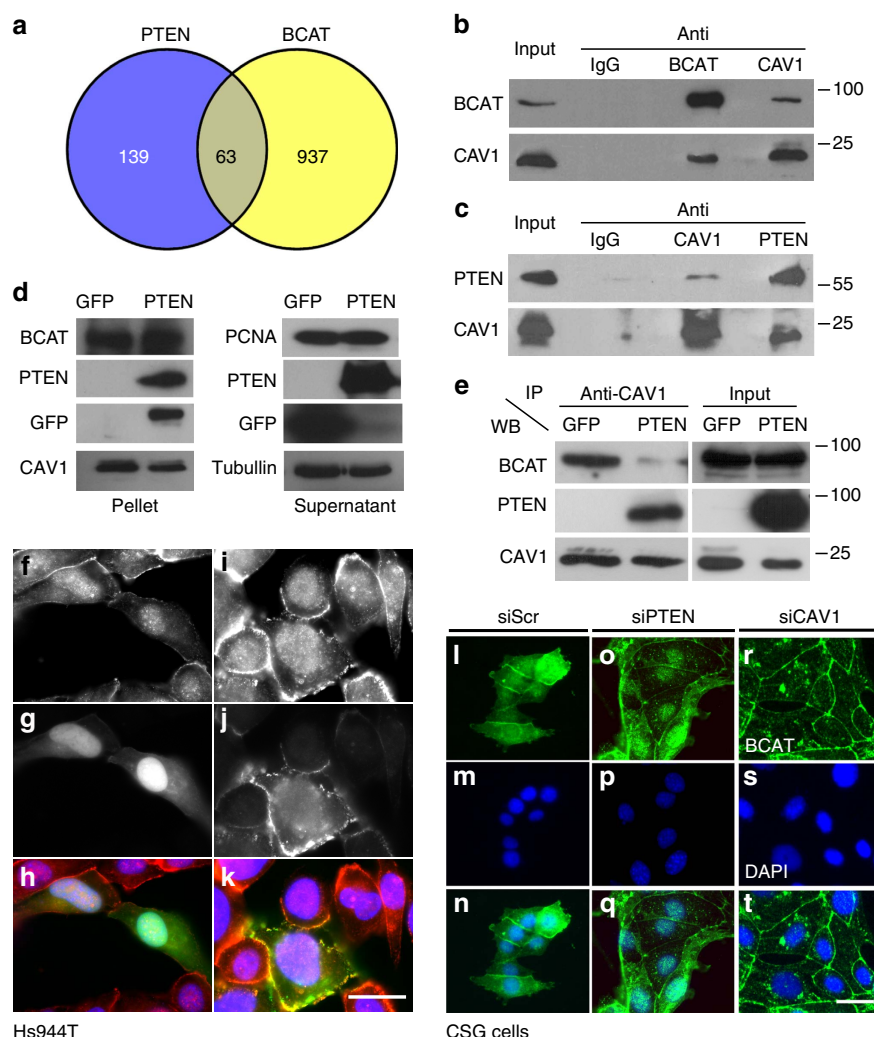 a
PTEN BCAT
139 63 937
b
Input Anti
IgG BCAT CAV1
BCAT –100
CAV1 –25
c
Input Anti
IgG CAV1 PTEN
PTEN –55
CAV1 –25
d
GFP PTEN GFP PTEN
BCAT PCNA
PTEN PTEN
GFP GFP
CAV1 Tubullin
Pellet Supernatant
e
IP Anti-CAV1 Input
WB GFP PTEN GFP PTEN
BCAT –100
PTEN –100
CAV1 –25
f i
g j
h k
Hs944T
siScr siPTEN siCAV1
l o r
BCAT
m p s
DAPI
n q t
CSG cells